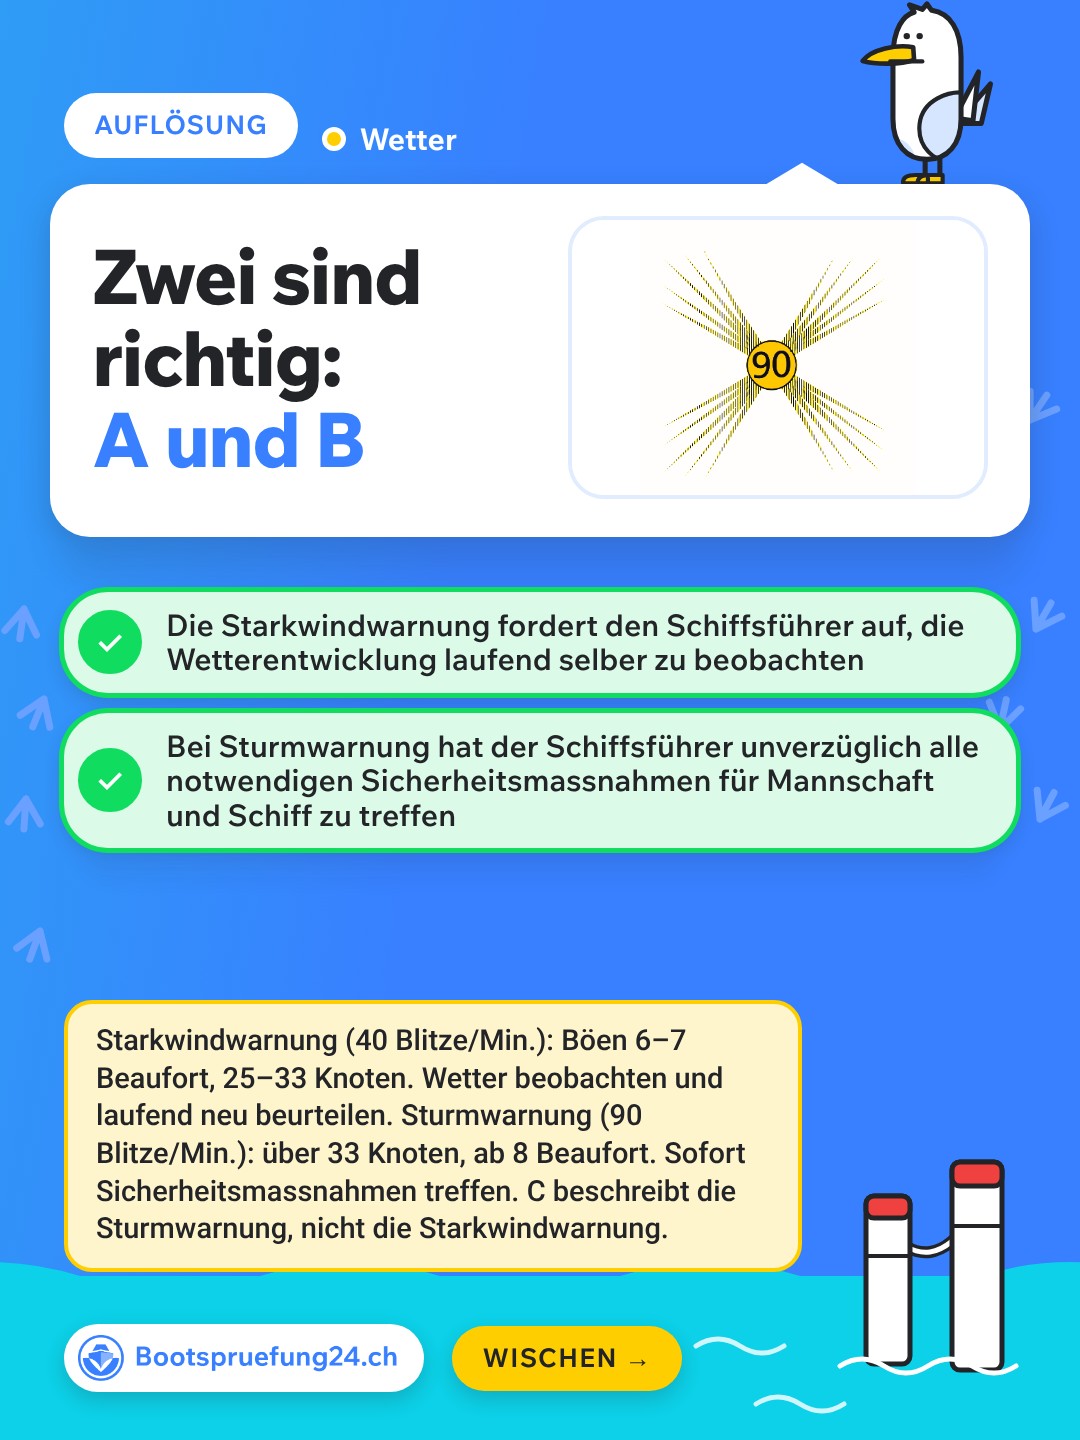 AUFLÖSUNG
Wetter
Zwei sind
richtig:
A und B
90
Die Starkwindwarnung fordert den Schiffsführer auf, die
Wetterentwicklung laufend selber zu beobachten
Bei Sturmwarnung hat der Schiffsführer unverzüglich alle
notwendigen Sicherheitsmassnahmen für Mannschaft
und Schiff zu treffen
Starkwindwarnung (40 Blitze/Min.): Böen 6–7
Beaufort, 25–33 Knoten. Wetter beobachten und
laufend neu beurteilen. Sturmwarnung (90
Blitze/Min.): über 33 Knoten, ab 8 Beaufort. Sofort
Sicherheitsmassnahmen treffen. C beschreibt die
Sturmwarnung, nicht die Starkwindwarnung.
Bootspruefung24.ch
WISCHEN →